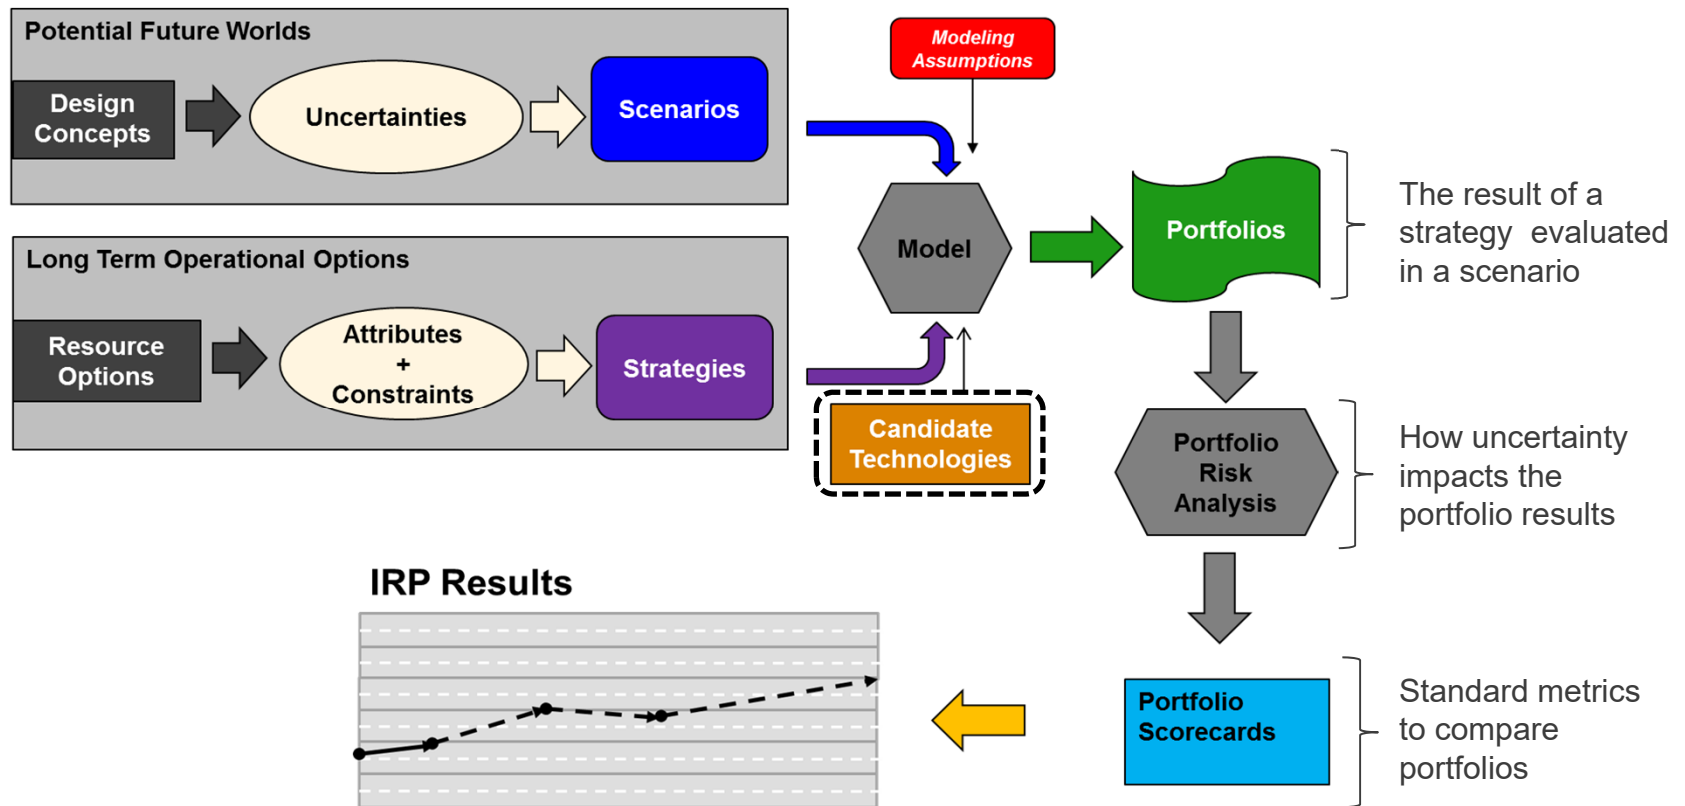 Potential Future Worlds
Design
Concepts
Uncertainties
Scenarios
Modeling
Assumptions
Long Term Operational Options
Resource
Options
Attributes
+
Constraints
Strategies
Model
Candidate
Technologies
Portfolios
The result of a
strategy evaluated
in a scenario
Portfolio
Risk
Analysis
How uncertainty
impacts the
portfolio results
Portfolio
Scorecards
Standard metrics
to compare
portfolios
IRP Results